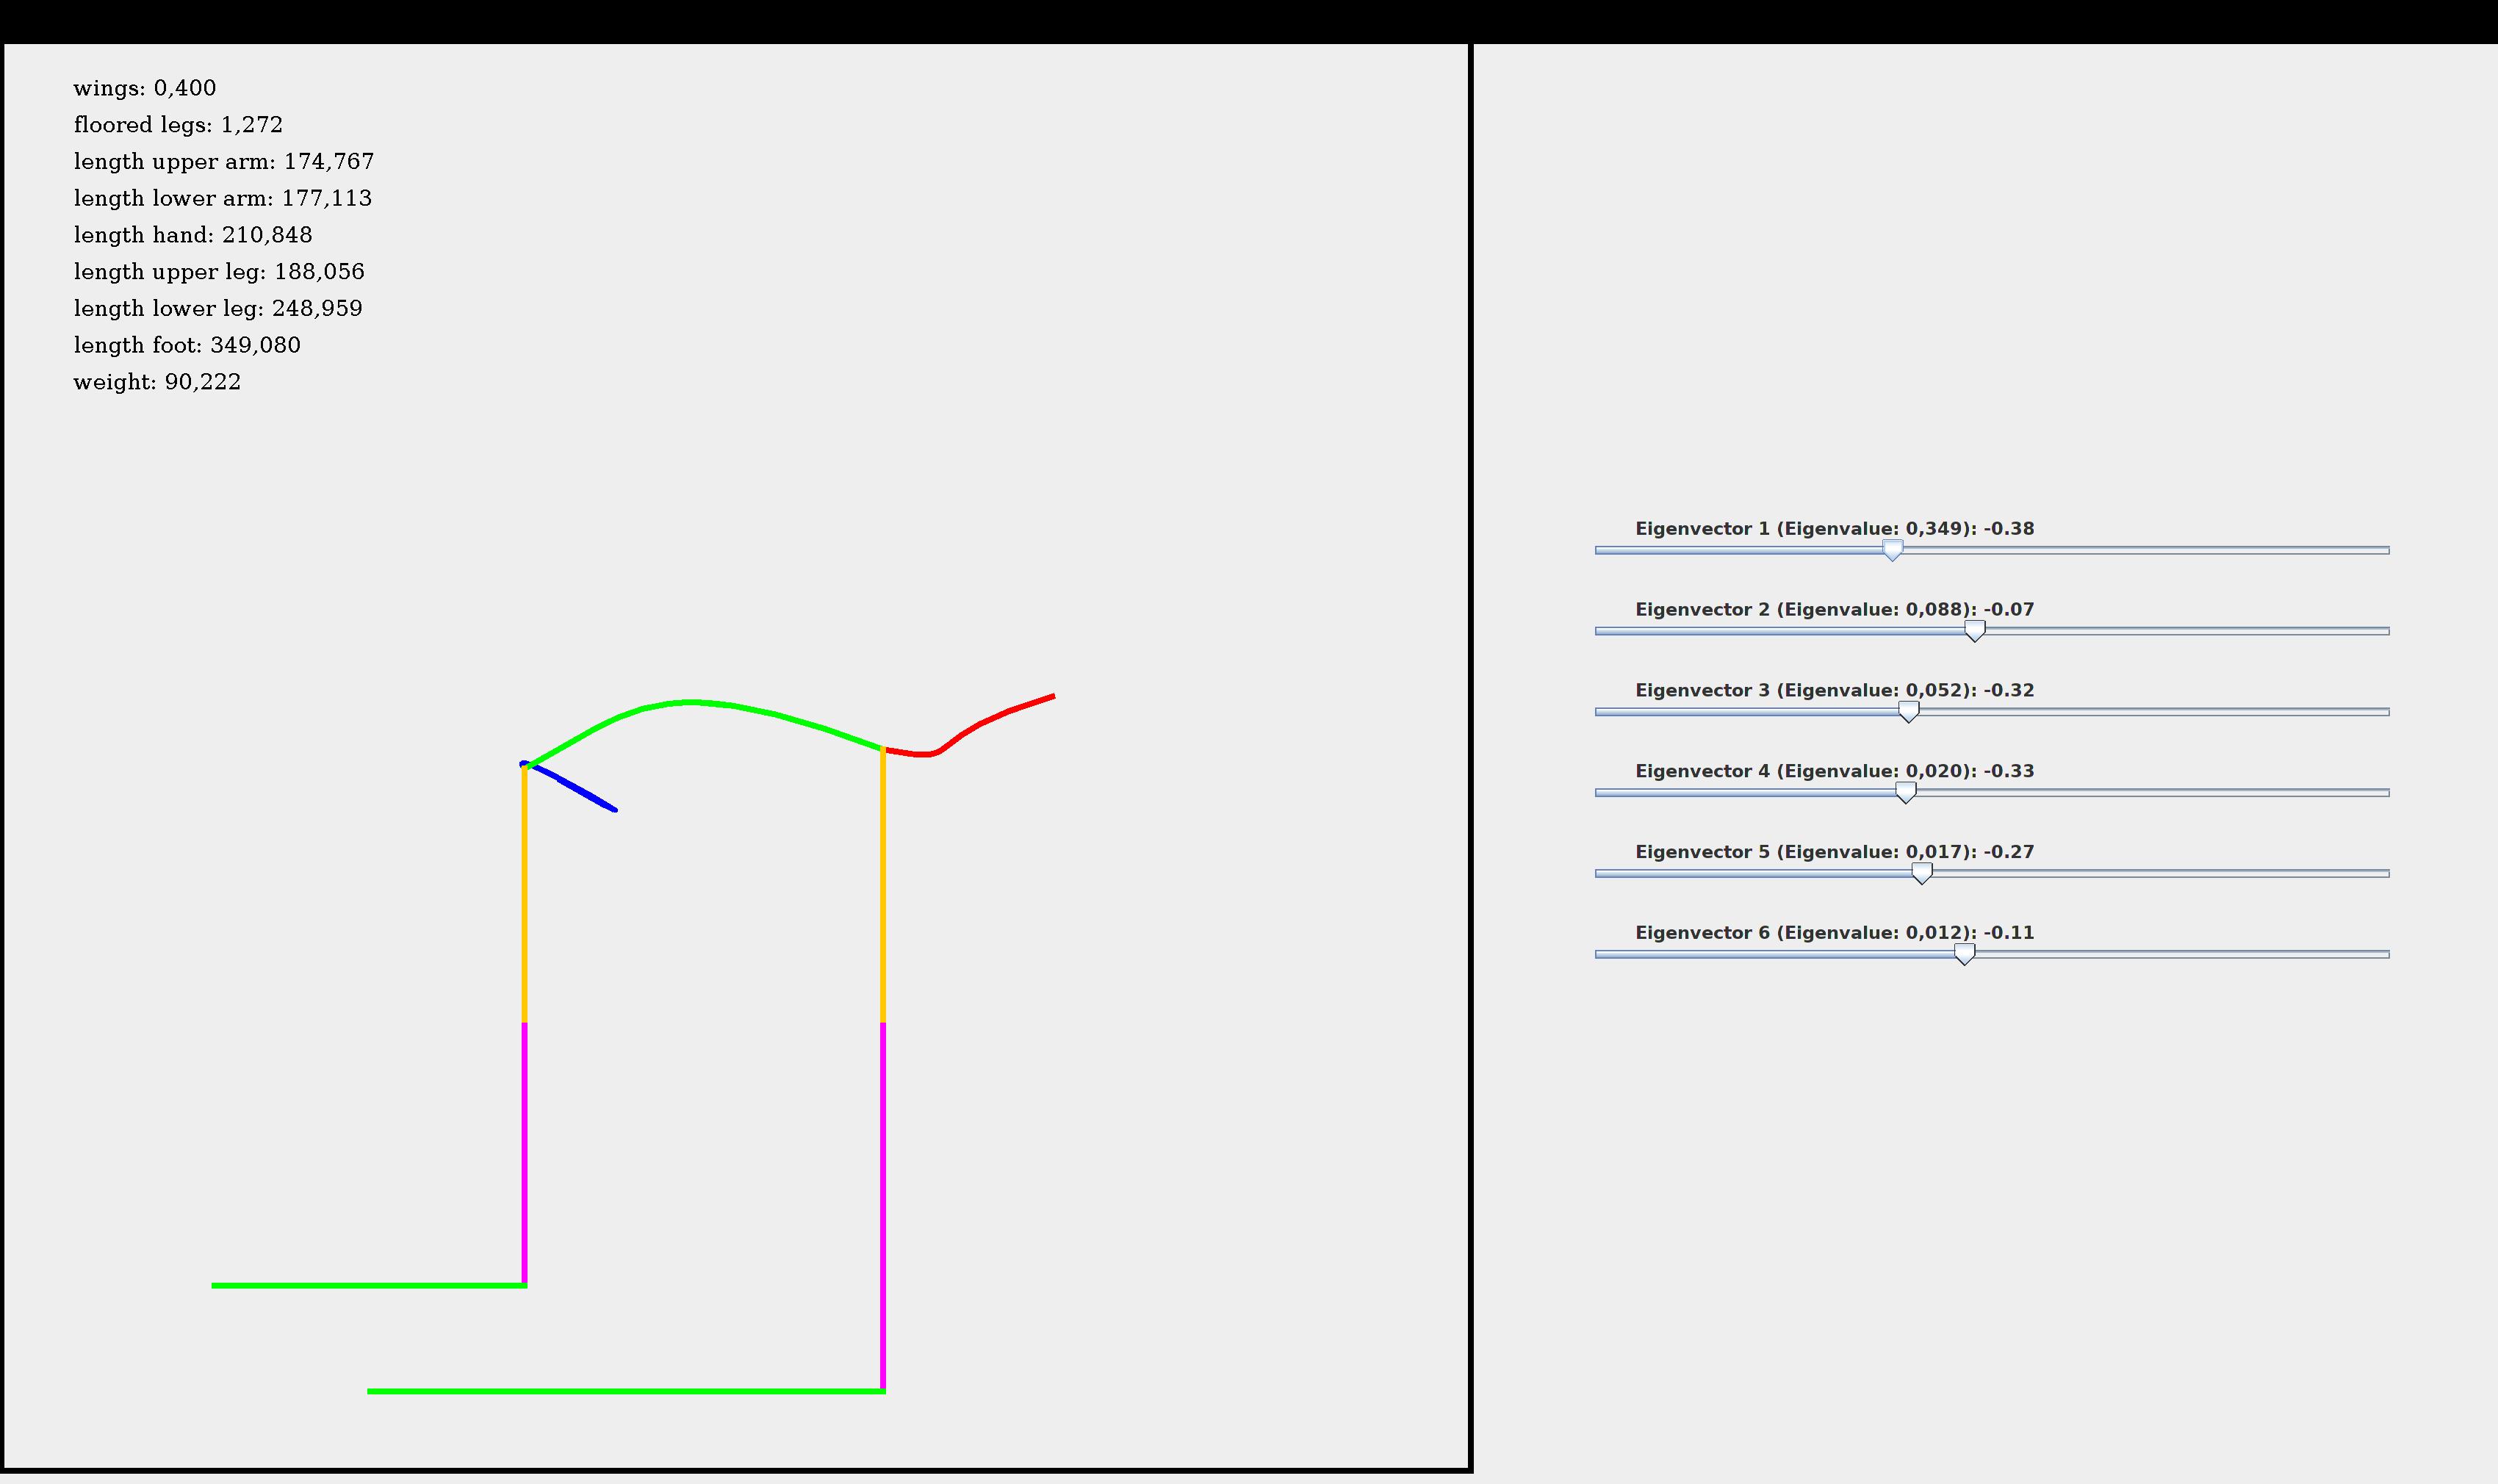 wings: 0,400
floored legs: 1,272
length upper arm: 174,767
length lower arm: 177,113
length hand: 210,848
length upper leg: 188,056
length lower leg: 248,959
length foot: 349,080
weight: 90,222
Eigenvector 1 (Eigenvalue: 0,349): -0.38
Eigenvector 2 (Eigenvalue: 0,088): -0.07
Eigenvector 3 (Eigenvalue: 0,052): -0.32
Eigenvector 4 (Eigenvalue: 0,020): -0.33
Eigenvector 5 (Eigenvalue: 0,017): -0.27
Eigenvector 6 (Eigenvalue: 0,012): -0.11